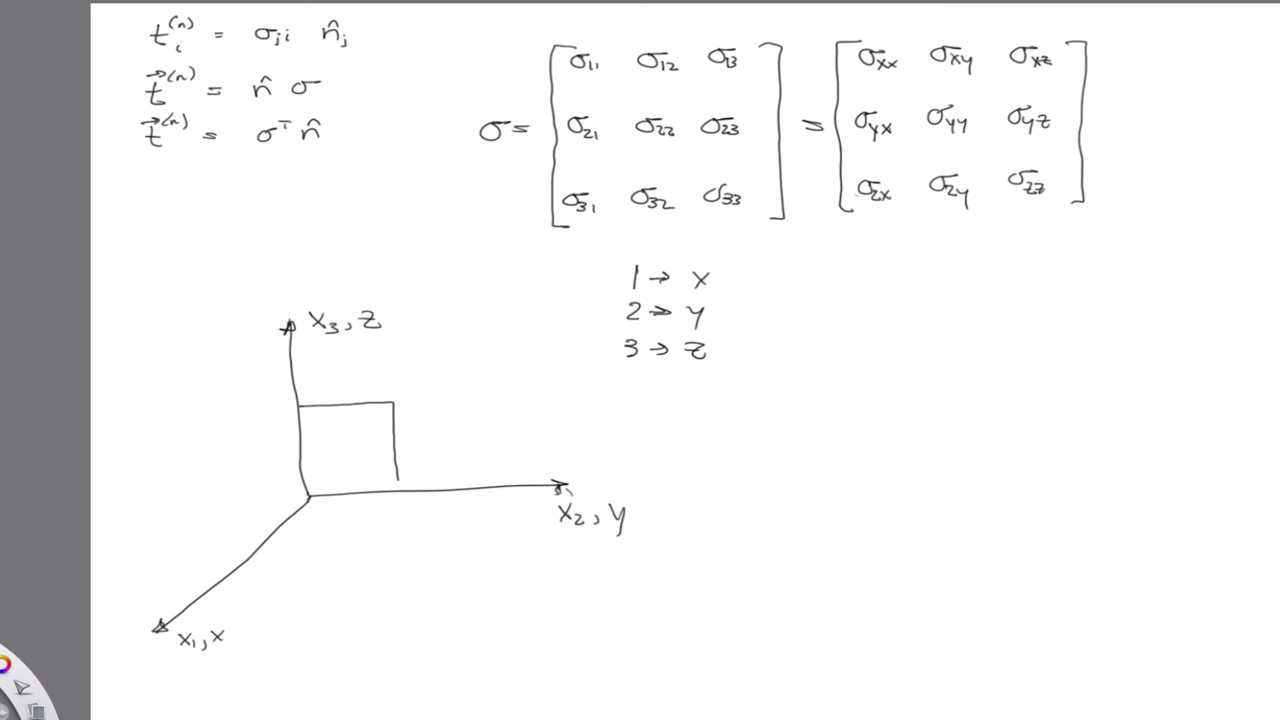 t_i^(n) = σ_ji n̂_j
t⃗^(n) = n̂ σ
t⃗^(n) = σ^T n̂
σ = [σ11 σ12 σ13
σ21 σ22 σ23
σ31 σ32 σ33]
= [σxx σxy σxz
σyx σyy σyz
σzx σzy σzz]
1 → x
2 → y
3 → z
x3, z
x2, y
x1, x